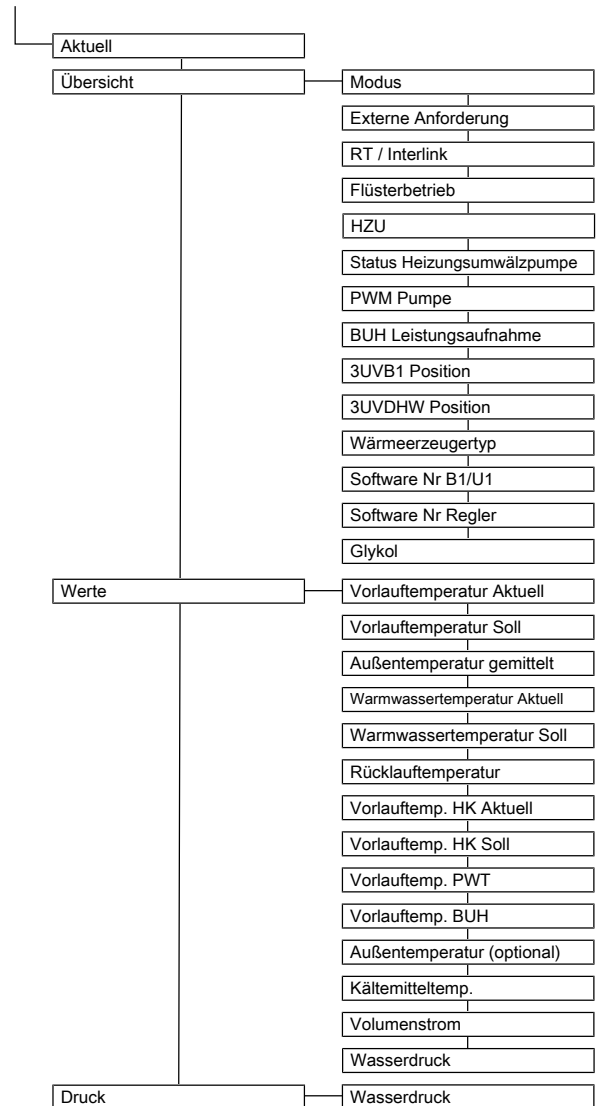 Aktuell
Übersicht
Modus
Externe Anforderung
RT / Interlink
Flüsterbetrieb
HZU
Status Heizungsumwälzpumpe
PWM Pumpe
BUH Leistungsaufnahme
3UVB1 Position
3UVDHW Position
Wärmeerzeugertyp
Software Nr B1/U1
Software Nr Regler
Glykol
Werte
Vorlauftemperatur Aktuell
Vorlauftemperatur Soll
Außentemperatur gemittelt
Warmwassertemperatur Aktuell
Warmwassertemperatur Soll
Rücklauftemperatur
Vorlauftemp. HK Aktuell
Vorlauftemp. HK Soll
Vorlauftemp. PWT
Vorlauftemp. BUH
Außentemperatur (optional)
Kältemitteltemp.
Volumenstrom
Wasserdruck
Druck
Wasserdruck